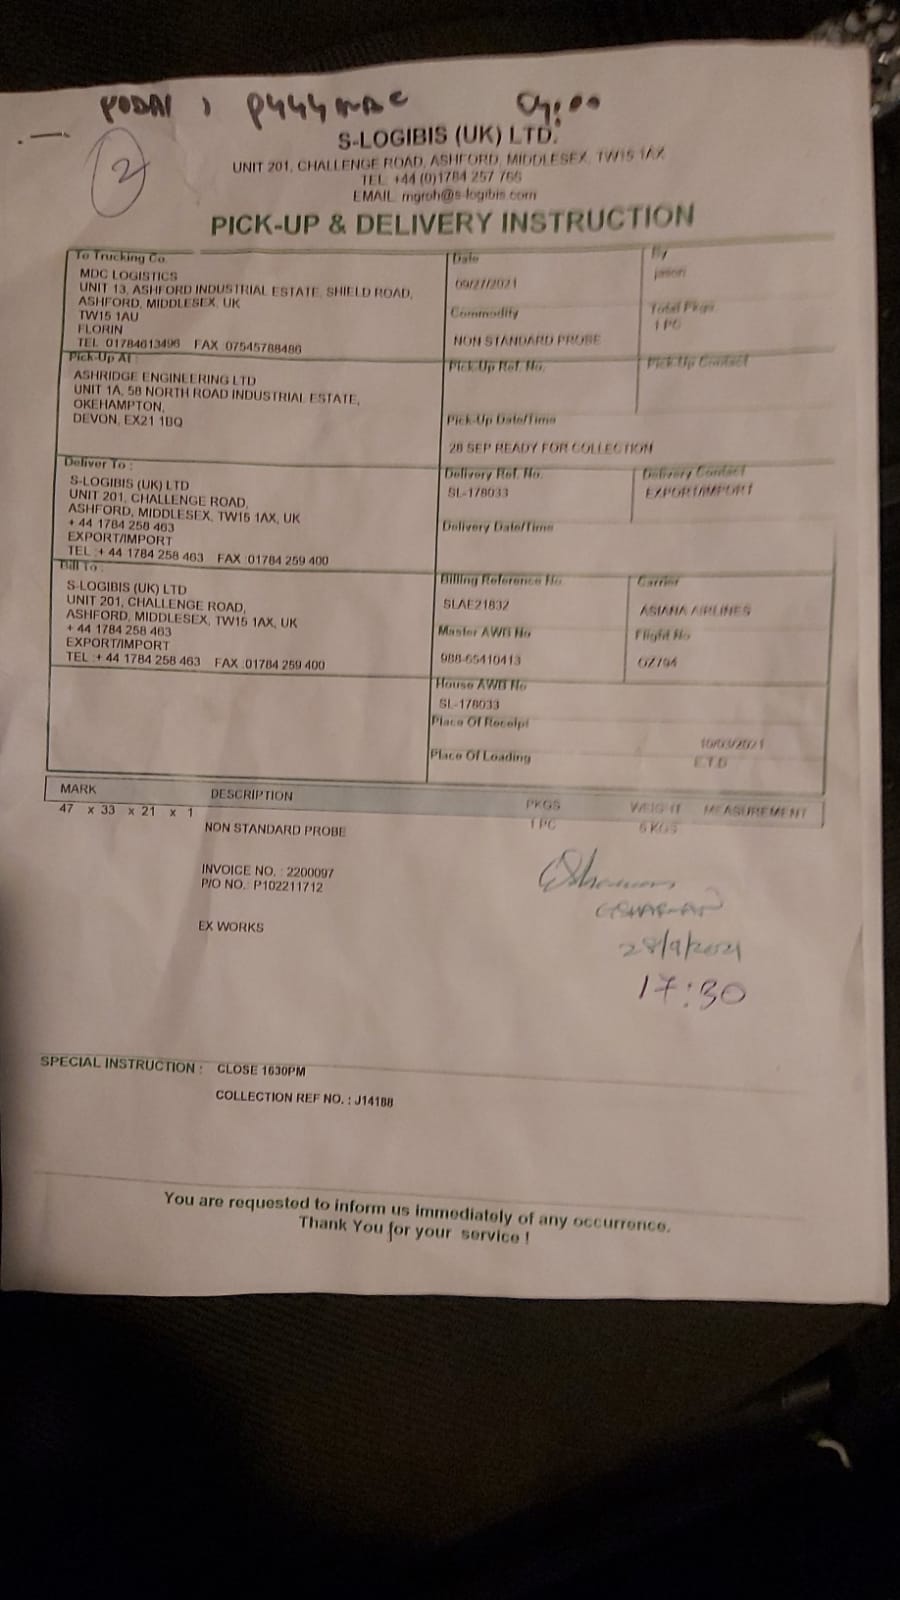 09:00
2
S-LOGIBIS (UK) LTD.
UNIT 201, CHALLENGE ROAD, ASHFORD, MIDDLESEX, TW15 1AX
TEL +44 (0)1784 257 766
EMAIL mgroh@s-logibis.com
PICK-UP & DELIVERY INSTRUCTION
To Trucking Co.
MDC LOGISTICS
UNIT 13, ASHFORD INDUSTRIAL ESTATE, SHIELD ROAD,
ASHFORD, MIDDLESEX, UK
TW15 1AU
FLORIN
TEL 01784613496 FAX 07545788486
Date
09/27/2021
By
jason
Commodity
NON STANDARD PROBE
Total Pkgs
1 PC
Pick-Up At
ASHRIDGE ENGINEERING LTD
UNIT 1A, 58 NORTH ROAD INDUSTRIAL ESTATE,
OKEHAMPTON,
DEVON, EX21 1BQ
Pick-Up Ref. No.
Pick-Up Contact
Pick-Up Date/Time
28 SEP READY FOR COLLECTION
Deliver To :
S-LOGIBIS (UK) LTD
UNIT 201, CHALLENGE ROAD,
ASHFORD, MIDDLESEX, TW15 1AX, UK
+ 44 1784 258 463
EXPORT/IMPORT
TEL :+ 44 1784 258 463 FAX :01784 259 400
Delivery Ref. No.
SL-178033
Delivery Contact
EXPORT/IMPORT
Delivery Date/Time
Bill To :
S-LOGIBIS (UK) LTD
UNIT 201, CHALLENGE ROAD,
ASHFORD, MIDDLESEX, TW15 1AX, UK
+ 44 1784 258 463
EXPORT/IMPORT
TEL :+ 44 1784 258 463 FAX :01784 259 400
Billing Reference No.
SLAE21832
Carrier
ASIANA AIRLINES
Master AWB No
988-65410413
Flight No
OZ794
House AWB No
SL-178033
Place Of Receipt
10/03/2021
Place Of Loading
E.T.D
MARK DESCRIPTION PKGS WEIGHT MEASUREMENT
47 x 33 x 21 x 1
NON STANDARD PROBE 1 PC 6 KGS
INVOICE NO. : 2200097
P/O NO. : P102211712
EX WORKS
28/9/2021
17:30
SPECIAL INSTRUCTION : CLOSE 1630PM
COLLECTION REF NO. : J14188
You are requested to inform us immediately of any occurrence.
Thank You for your service !